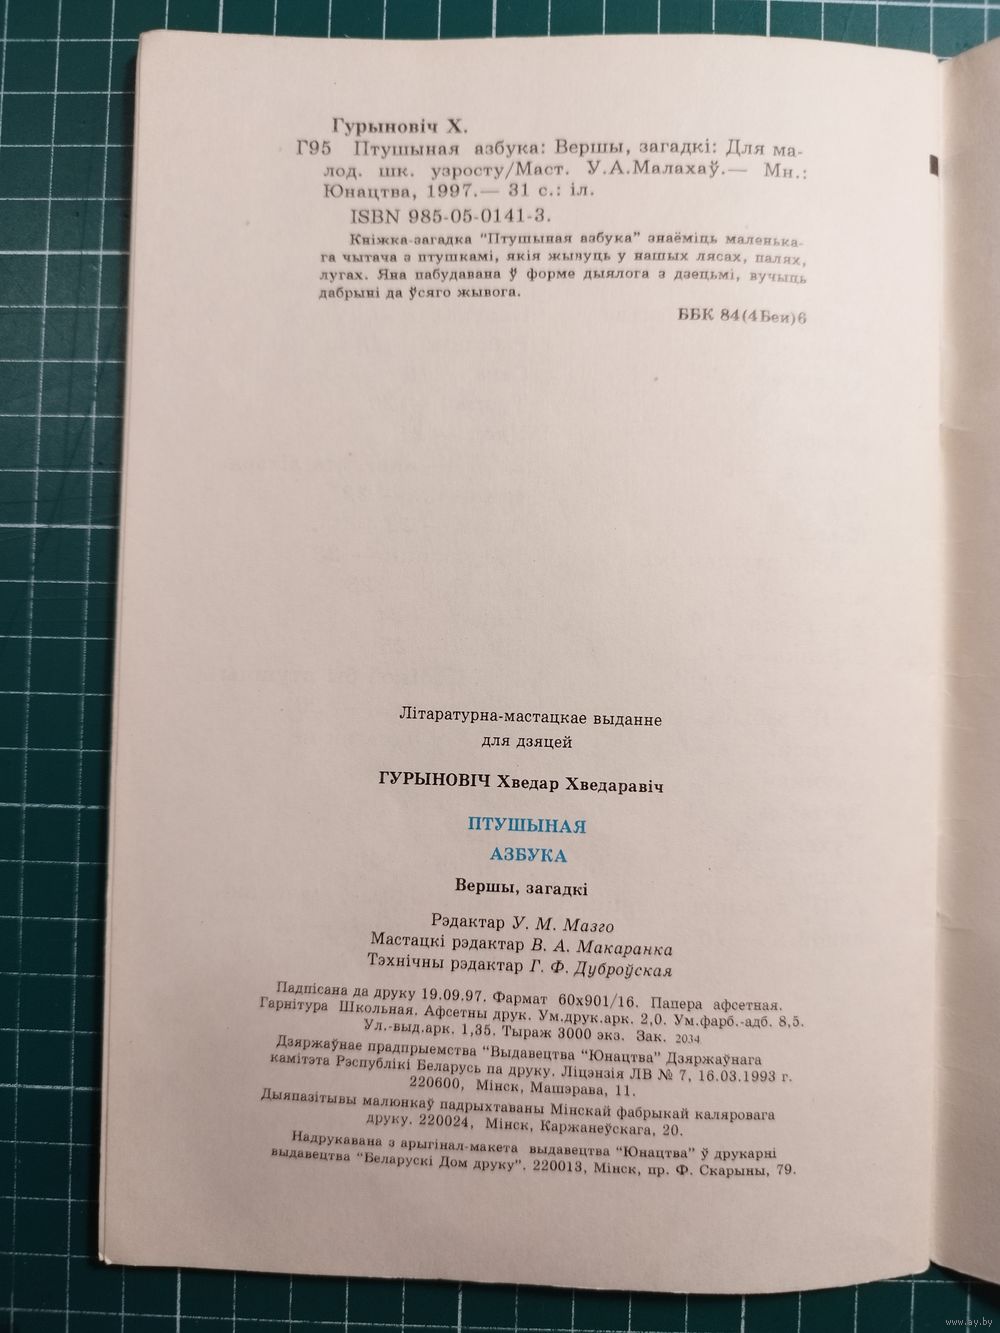 Гурыновіч Х.
Г95 Птушыная азбука: Вершы, загадкі: Для ма-
лод. шк. узросту/Маст. У.А.Малахаў.— Мн.:
Юнацтва, 1997.— 31 с.: іл.
ISBN 985-05-0141-3.
Кніжка-загадка "Птушыная азбука" знаёміць маленька-
га чытача з птушкамі, якія жывуць у нашых лясах, палях,
лугах. Яна пабудавана ў форме дыялога з дзецьмі, вучыць
дабрыні да ўсяго жывога.
ББК 84(4Беи)6
Літаратурна-мастацкае выданне
для дзяцей
ГУРЫНОВІЧ Хведар Хведаравіч
ПТУШЫНАЯ
АЗБУКА
Вершы, загадкі
Рэдактар У. М. Мазго
Мастацкі рэдактар В. А. Макаранка
Тэхнічны рэдактар Г. Ф. Дуброўская
Падпісана да друку 19.09.97. Фармат 60х901/16. Папера афсетная.
Гарнітура Школьная. Афсетны друк. Ум.друк.арк. 2,0. Ум.фарб.-адб. 8,5.
Ул.-выд.арк. 1,35. Тыраж 3000 экз. Зак. 2034
Дзяржаўнае прадпрыемства "Выдавецтва "Юнацтва" Дзяржаўнага
камітэта Рэспублікі Беларусь па друку. Ліцэнзія ЛВ № 7, 16.03.1993 г.
220600, Мінск, Машэрава, 11.
Дыяпазітывы малюнкаў падрыхтаваны Мінскай фабрыкай каляровага
друку. 220024, Мінск, Каржанеўскага, 20.
Надрукавана з арыгінал-макета выдавецтва "Юнацтва" ў друкарні
выдавецтва "Беларускі Дом друку". 220013, Мінск, пр. Ф. Скарыны, 79.
www.ay.by